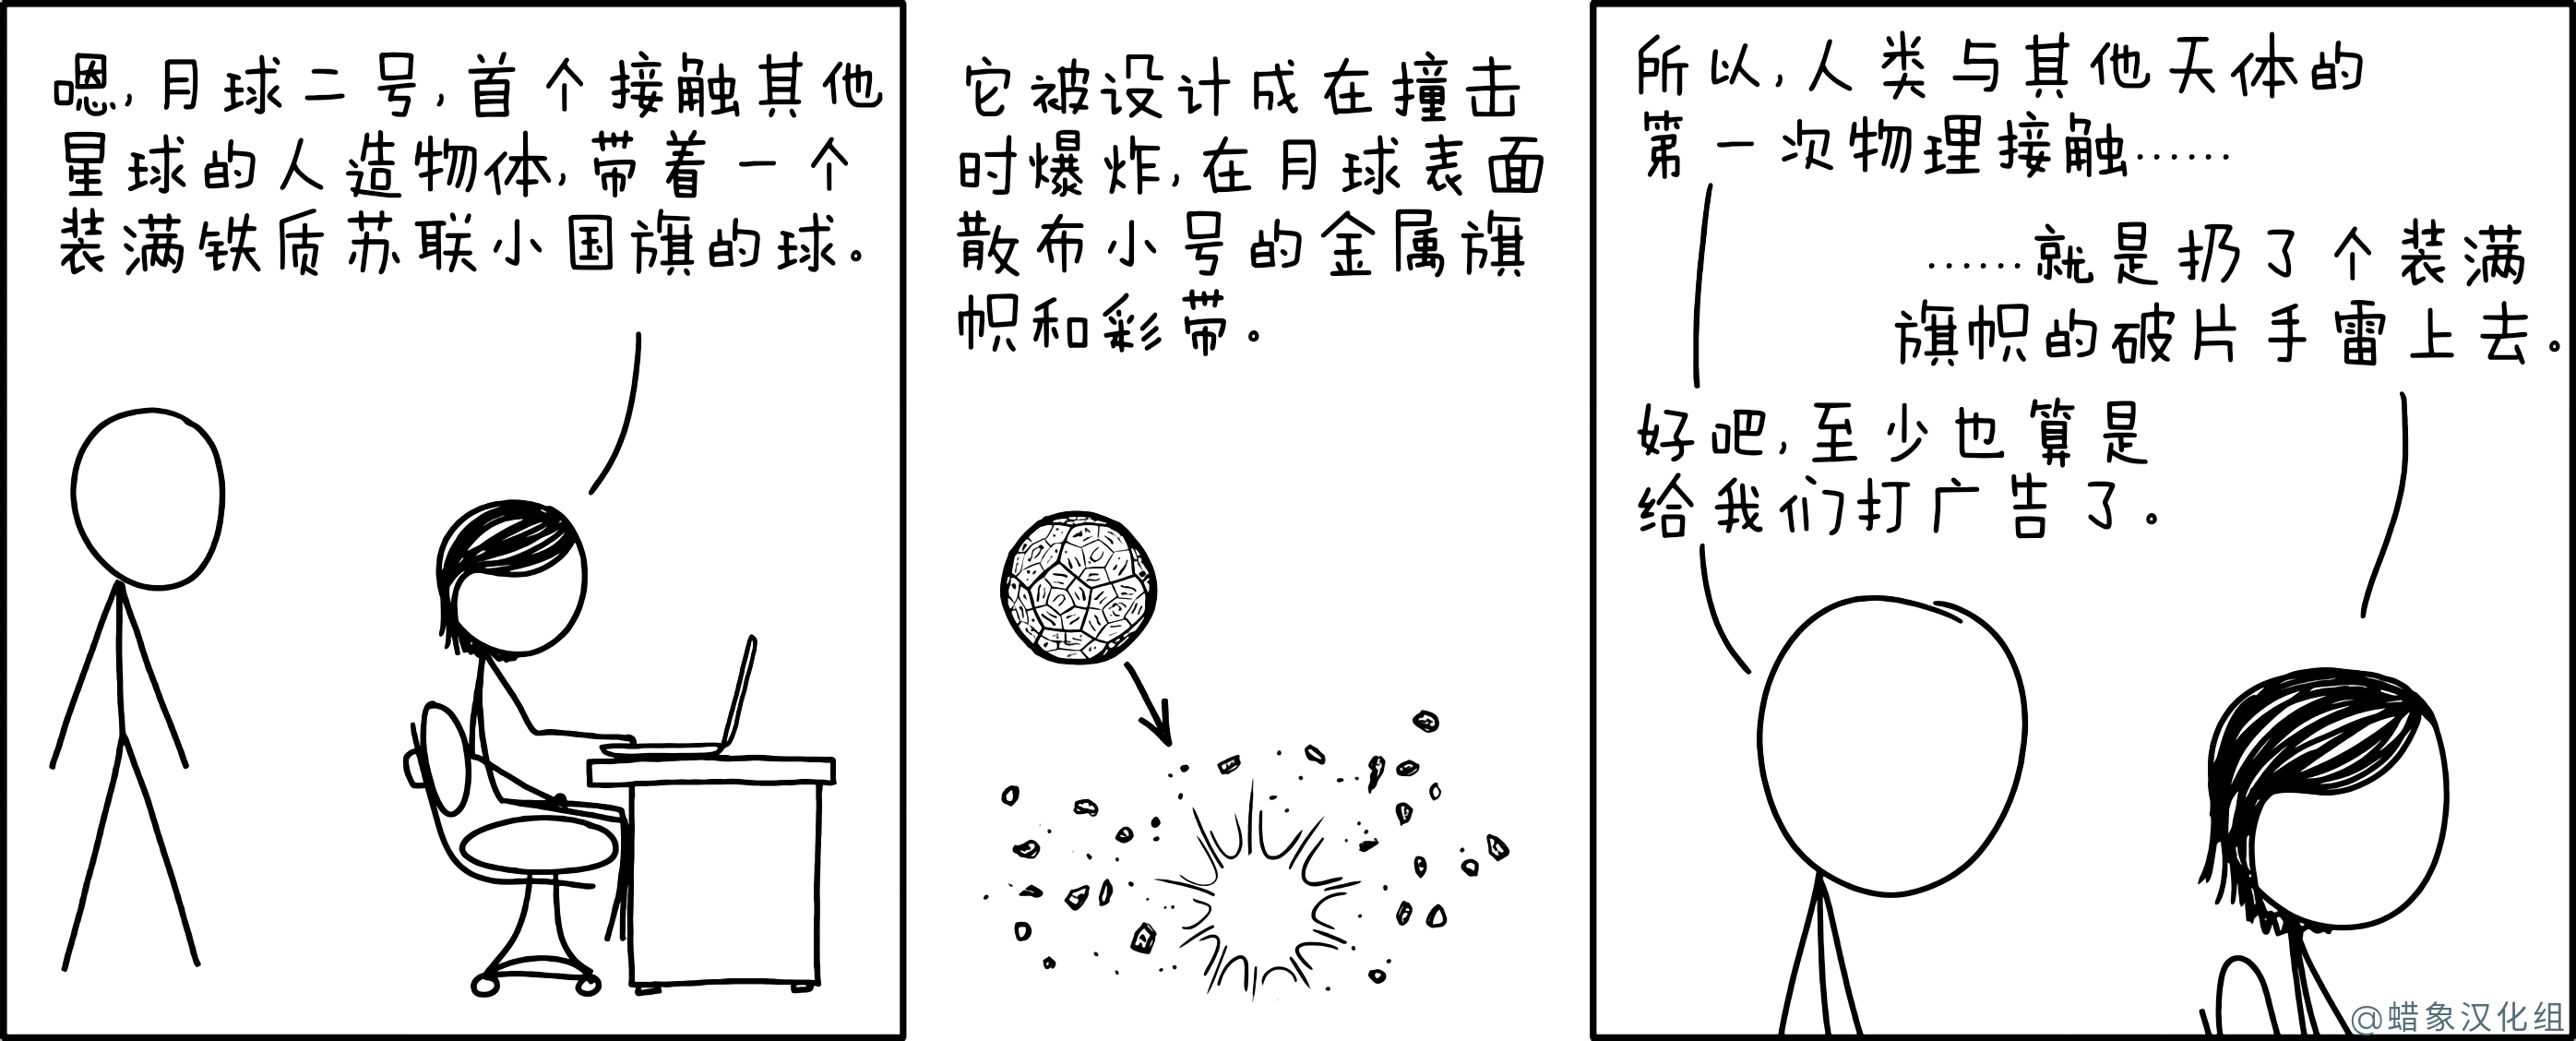 嗯,月球二号,首个接触其他
星球的人造物体,带着一个
装满铁质苏联小国旗的球。
它被设计成在撞击
时爆炸,在月球表面
散布小号的金属旗
帜和彩带。
所以,人类与其他天体的
第一次物理接触……
……就是扔了个装满
旗帜的破片手雷上去。
好吧,至少也算是
给我们打广告了。
@蜡象汉化组